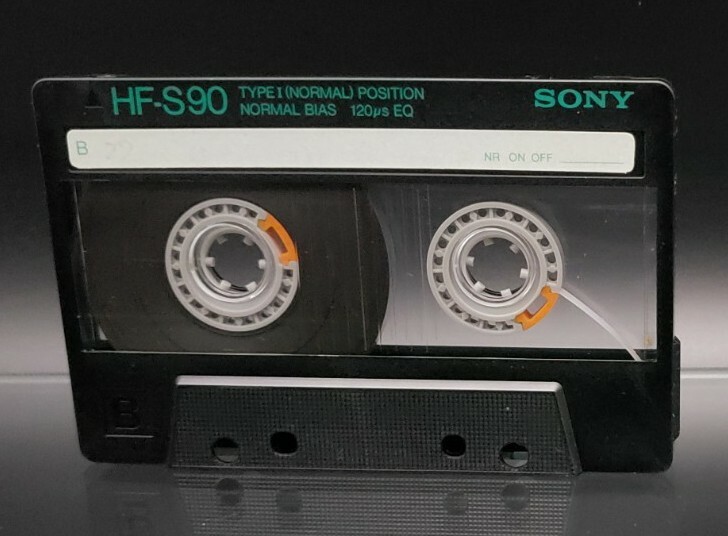 HF-S90 TYPE I (NORMAL) POSITION
NORMAL BIAS 120µs EQ
SONY
B
NR ON OFF
B